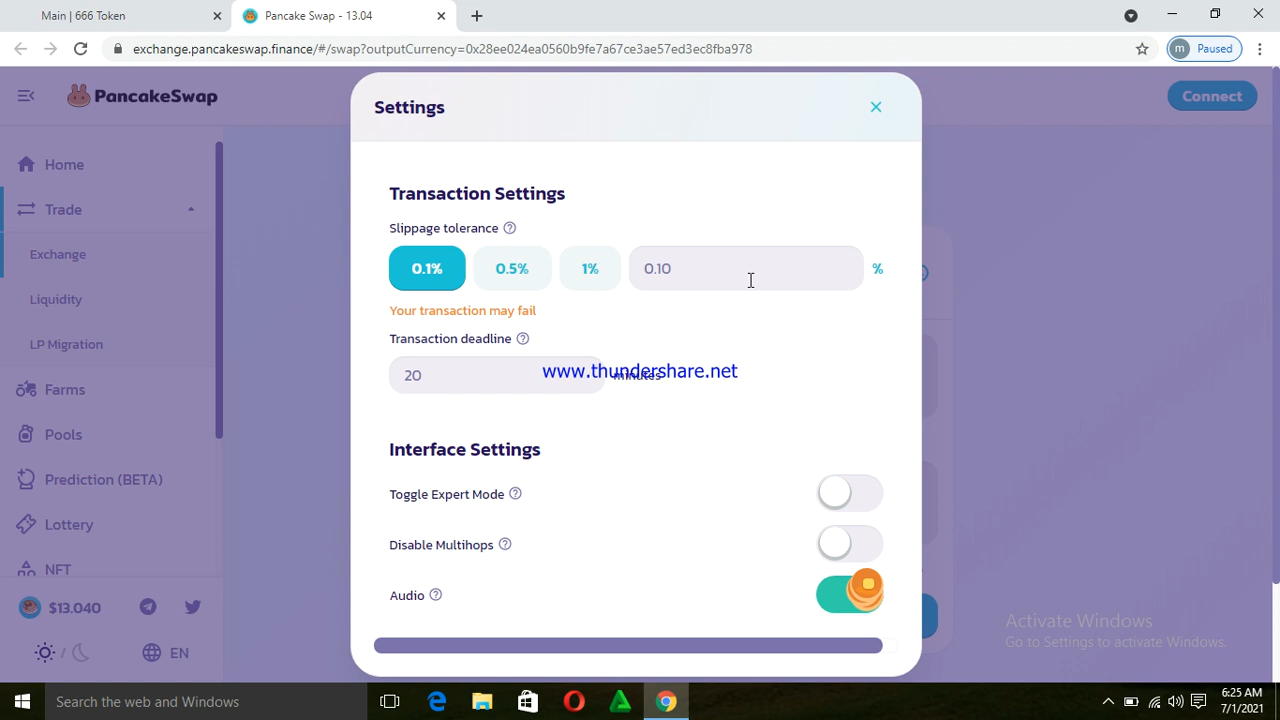 Main | 666 Token
Pancake Swap - 13.04
exchange.pancakeswap.finance/#/swap?outputCurrency=0x28ee024ea0560b9fe7a67ce3ae57ed3ec8fba978
m Paused
PancakeSwap
Connect
Home
Trade
Exchange
Liquidity
LP Migration
Farms
Pools
Prediction (BETA)
Lottery
NFT
$13.040
/
EN
Settings
Transaction Settings
Slippage tolerance ?
0.1% 0.5% 1% 0.10 %
Your transaction may fail
Transaction deadline ?
20 minutes
www.thundershare.net
Interface Settings
Toggle Expert Mode ?
Disable Multihops ?
Audio ?
Activate Windows
Go to Settings to activate Windows.
Search the web and Windows
6:25 AM
7/1/2021